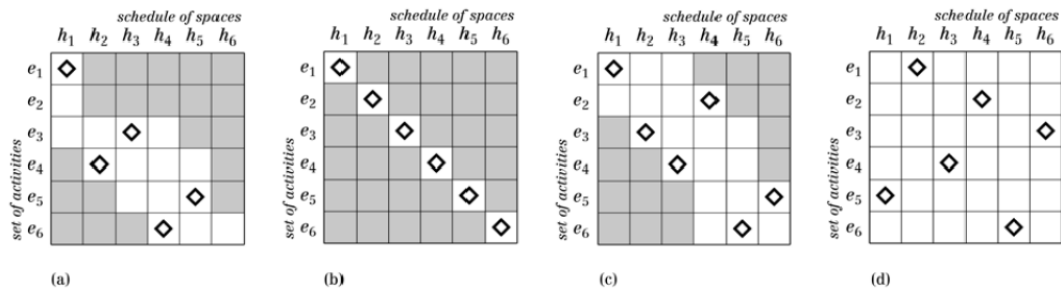 schedule of spaces
h1 h2 h3 h4 h5 h6
set of activities
e1
e2
e3
e4
e5
e6
(a)
schedule of spaces
h1 h2 h3 h4 h5 h6
set of activities
e1
e2
e3
e4
e5
e6
(b)
schedule of spaces
h1 h2 h3 h4 h5 h6
set of activities
e1
e2
e3
e4
e5
e6
(c)
schedule of spaces
h1 h2 h3 h4 h5 h6
set of activities
e1
e2
e3
e4
e5
e6
(d)